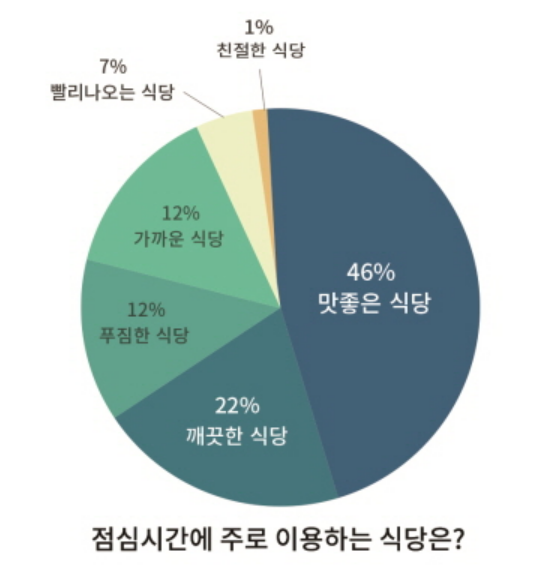 1%
친절한 식당
7%
빨리나오는 식당
12%
가까운 식당
46%
맛좋은 식당
12%
푸짐한 식당
22%
깨끗한 식당
점심시간에 주로 이용하는 식당은?